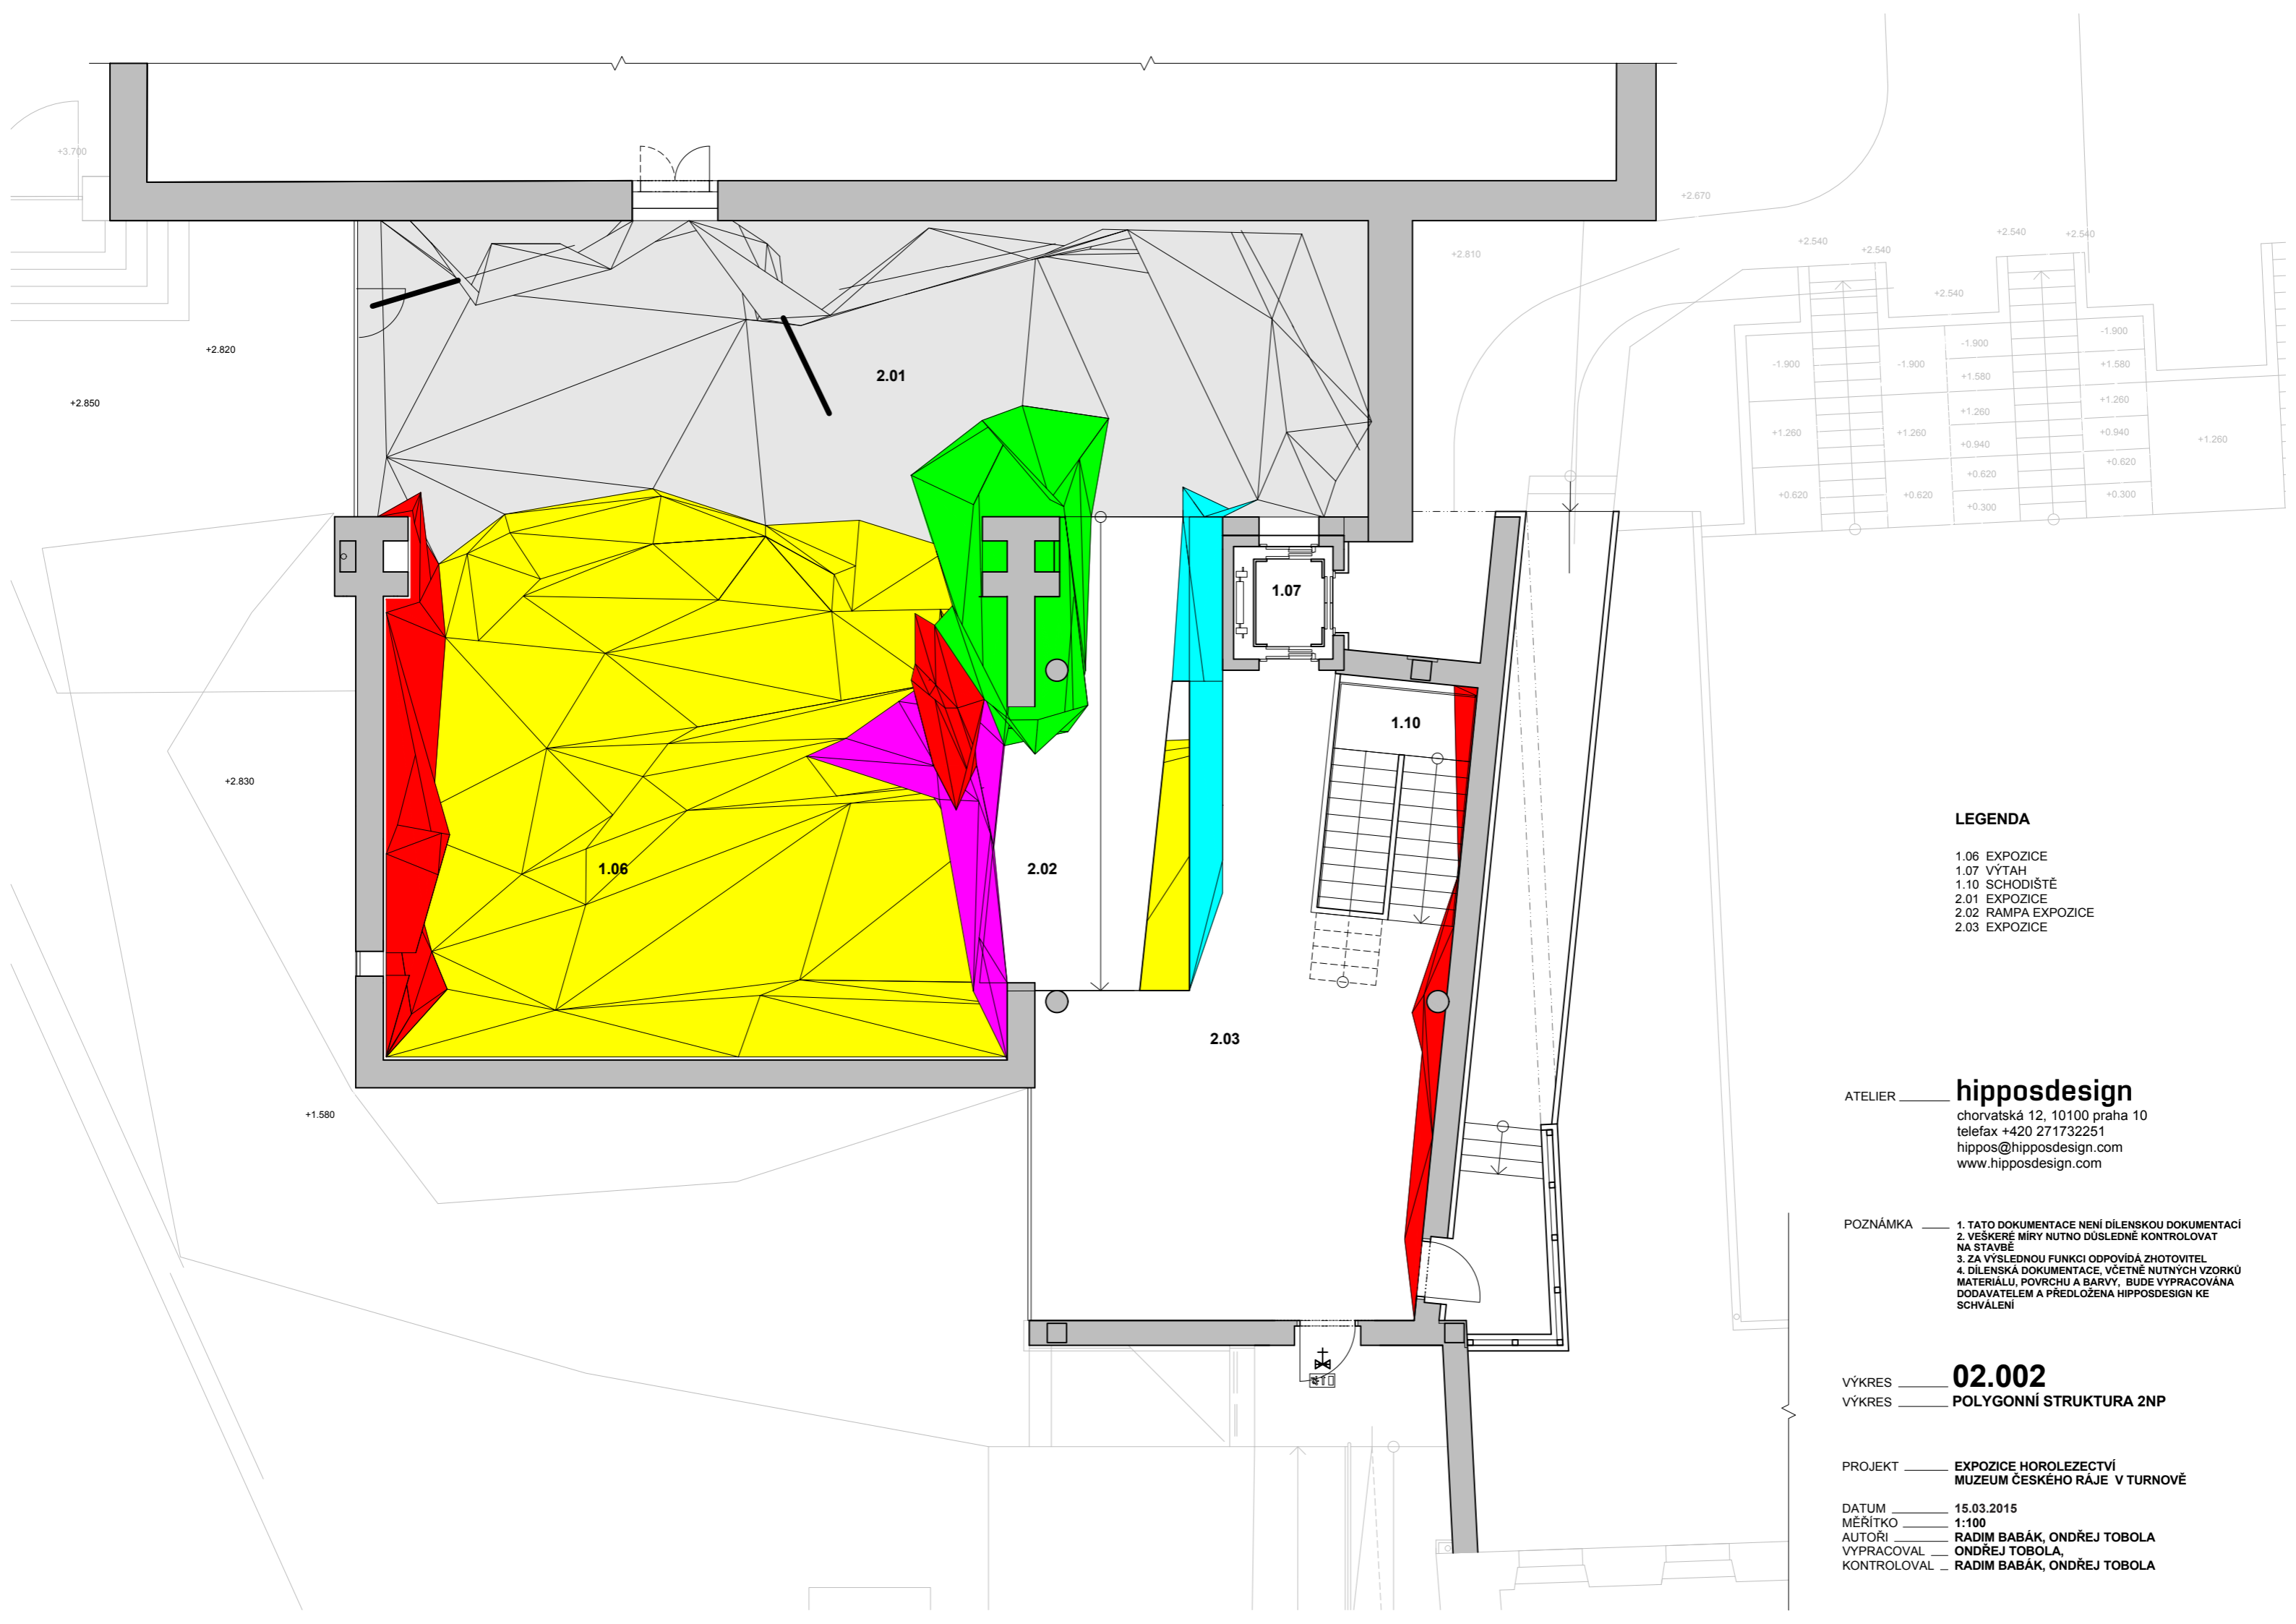 +3.700
+2.670
+2.540
+2.540
+2.540
+2.540
+2.810
+2.540
+2.820
+2.850
-1.900
-1.900
-1.900
-1.900
+1.580
+1.580
+1.260
+1.260
+1.260
+1.260
+0.940
+0.940
+1.260
+0.620
+0.620
+0.620
+0.620
+0.300
+0.300
2.01
1.07
1.10
+2.830
1.06
2.02
2.03
+1.580
LEGENDA
1.06 EXPOZICE
1.07 VÝTAH
1.10 SCHODIŠTĚ
2.01 EXPOZICE
2.02 RAMPA EXPOZICE
2.03 EXPOZICE
ATELIER hipposdesign
chorvatská 12, 10100 praha 10
telefax +420 271732251
hippos@hipposdesign.com
www.hipposdesign.com
POZNÁMKA 1. TATO DOKUMENTACE NENÍ DÍLENSKOU DOKUMENTACÍ
2. VEŠKERÉ MÍRY NUTNO DŮSLEDNĚ KONTROLOVAT
NA STAVBĚ
3. ZA VÝSLEDNOU FUNKCI ODPOVÍDÁ ZHOTOVITEL
4. DÍLENSKÁ DOKUMENTACE, VČETNĚ NUTNÝCH VZORKŮ
MATERIÁLU, POVRCHU A BARVY, BUDE VYPRACOVÁNA
DODAVATELEM A PŘEDLOŽENA HIPPOSDESIGN KE
SCHVÁLENÍ
VÝKRES 02.002
VÝKRES POLYGONNÍ STRUKTURA 2NP
PROJEKT EXPOZICE HOROLEZECTVÍ
MUZEUM ČESKÉHO RÁJE V TURNOVĚ
DATUM 15.03.2015
MĚŘÍTKO 1:100
AUTOŘI RADIM BABÁK, ONDŘEJ TOBOLA
VYPRACOVAL ONDŘEJ TOBOLA,
KONTROLOVAL RADIM BABÁK, ONDŘEJ TOBOLA